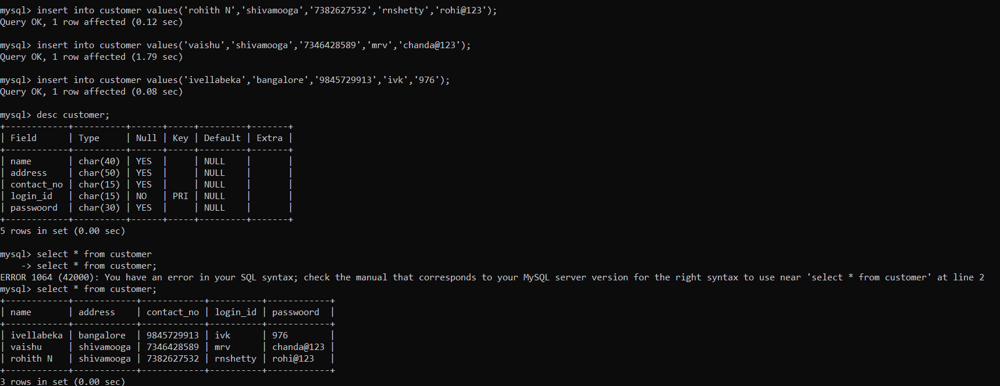 mysql> insert into customer values('rohith N','shivamooga','7382627532','rnshetty','rohi@123');
Query OK, 1 row affected (0.12 sec)

mysql> insert into customer values('vaishu','shivamooga','7346428589','mrv','chanda@123');
Query OK, 1 row affected (1.79 sec)

mysql> insert into customer values('ivellabeka','bangalore','9845729913','ivk','976');
Query OK, 1 row affected (0.08 sec)

mysql> desc customer;
+------------+----------+------+-----+---------+-------+
| Field      | Type     | Null | Key | Default | Extra |
+------------+----------+------+-----+---------+-------+
| name       | char(40) | YES  |     | NULL    |       |
| address    | char(50) | YES  |     | NULL    |       |
| contact_no | char(15) | YES  |     | NULL    |       |
| login_id   | char(15) | NO   | PRI | NULL    |       |
| passwoord  | char(30) | YES  |     | NULL    |       |
+------------+----------+------+-----+---------+-------+
5 rows in set (0.00 sec)

mysql> select * from customer
    -> select * from customer;
ERROR 1064 (42000): You have an error in your SQL syntax; check the manual that corresponds to your MySQL server version for the right syntax to use near 'select * from customer' at line 2
mysql> select * from customer;
+------------+------------+------------+----------+------------+
| name       | address    | contact_no | login_id | passwoord  |
+------------+------------+------------+----------+------------+
| ivellabeka | bangalore  | 9845729913 | ivk      | 976        |
| vaishu     | shivamooga | 7346428589 | mrv      | chanda@123 |
| rohith N   | shivamooga | 7382627532 | rnshetty | rohi@123   |
+------------+------------+------------+----------+------------+
3 rows in set (0.00 sec)